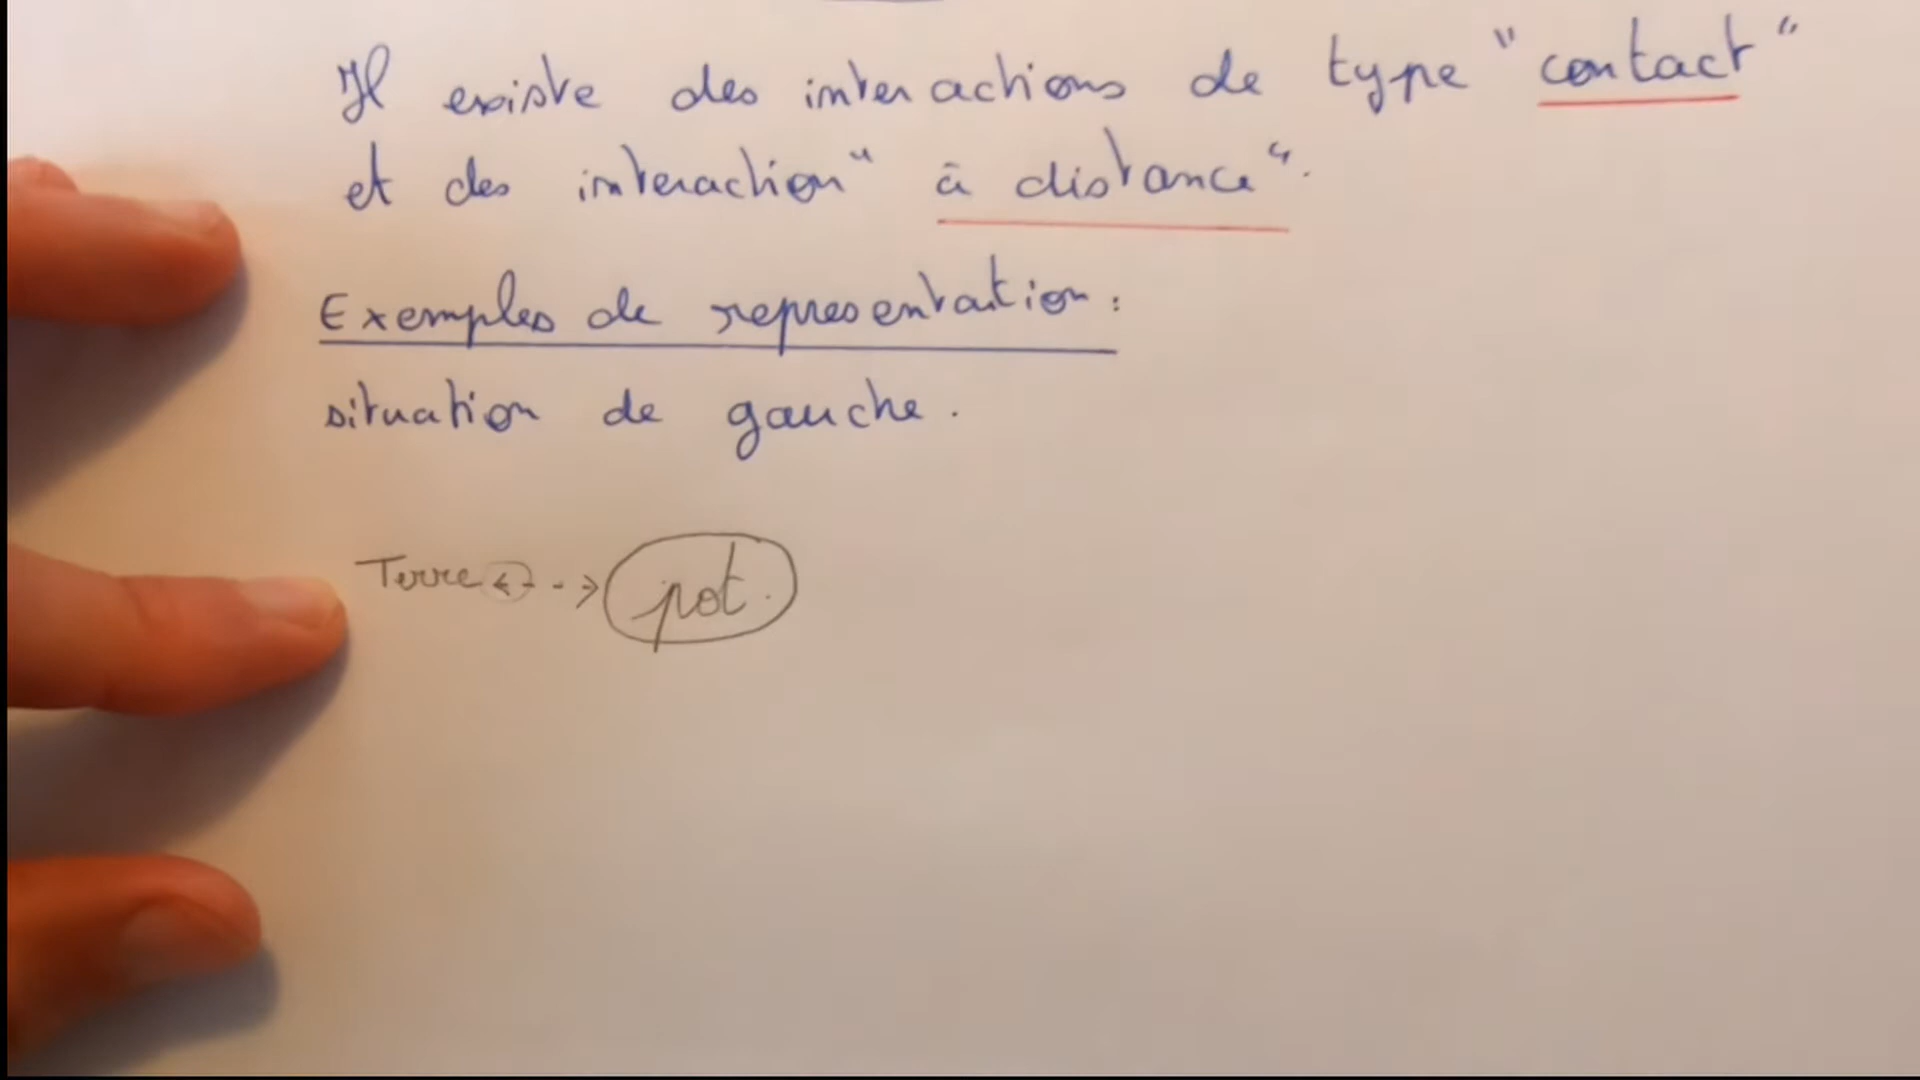 Il existe des interactions de type "contact"
et des interaction "à distance".
Exemples de representation :
situation de gauche.
Terre <- -> pot.